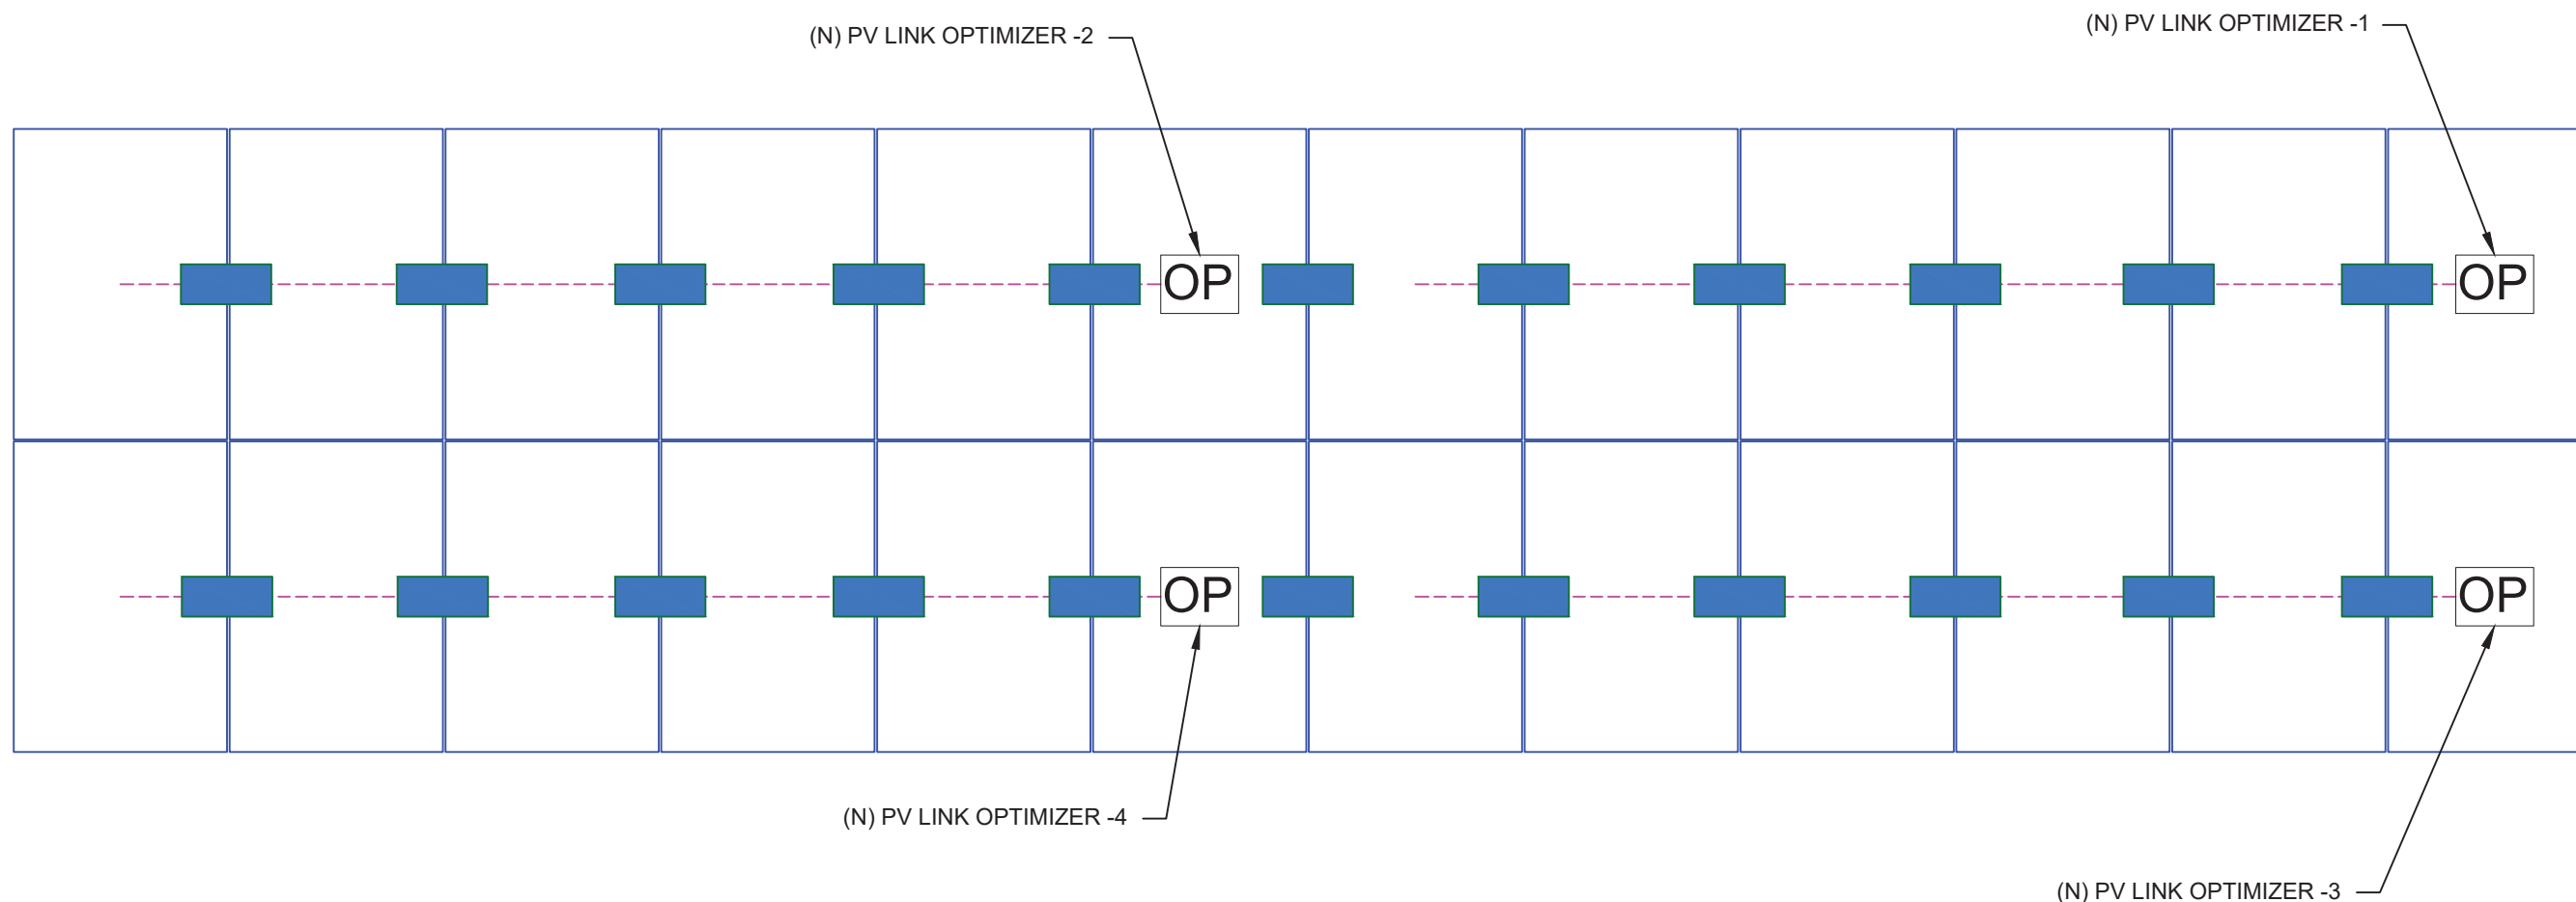 (N) PV LINK OPTIMIZER -1
(N) PV LINK OPTIMIZER -2
OP
OP
OP
OP
(N) PV LINK OPTIMIZER -4
(N) PV LINK OPTIMIZER -3